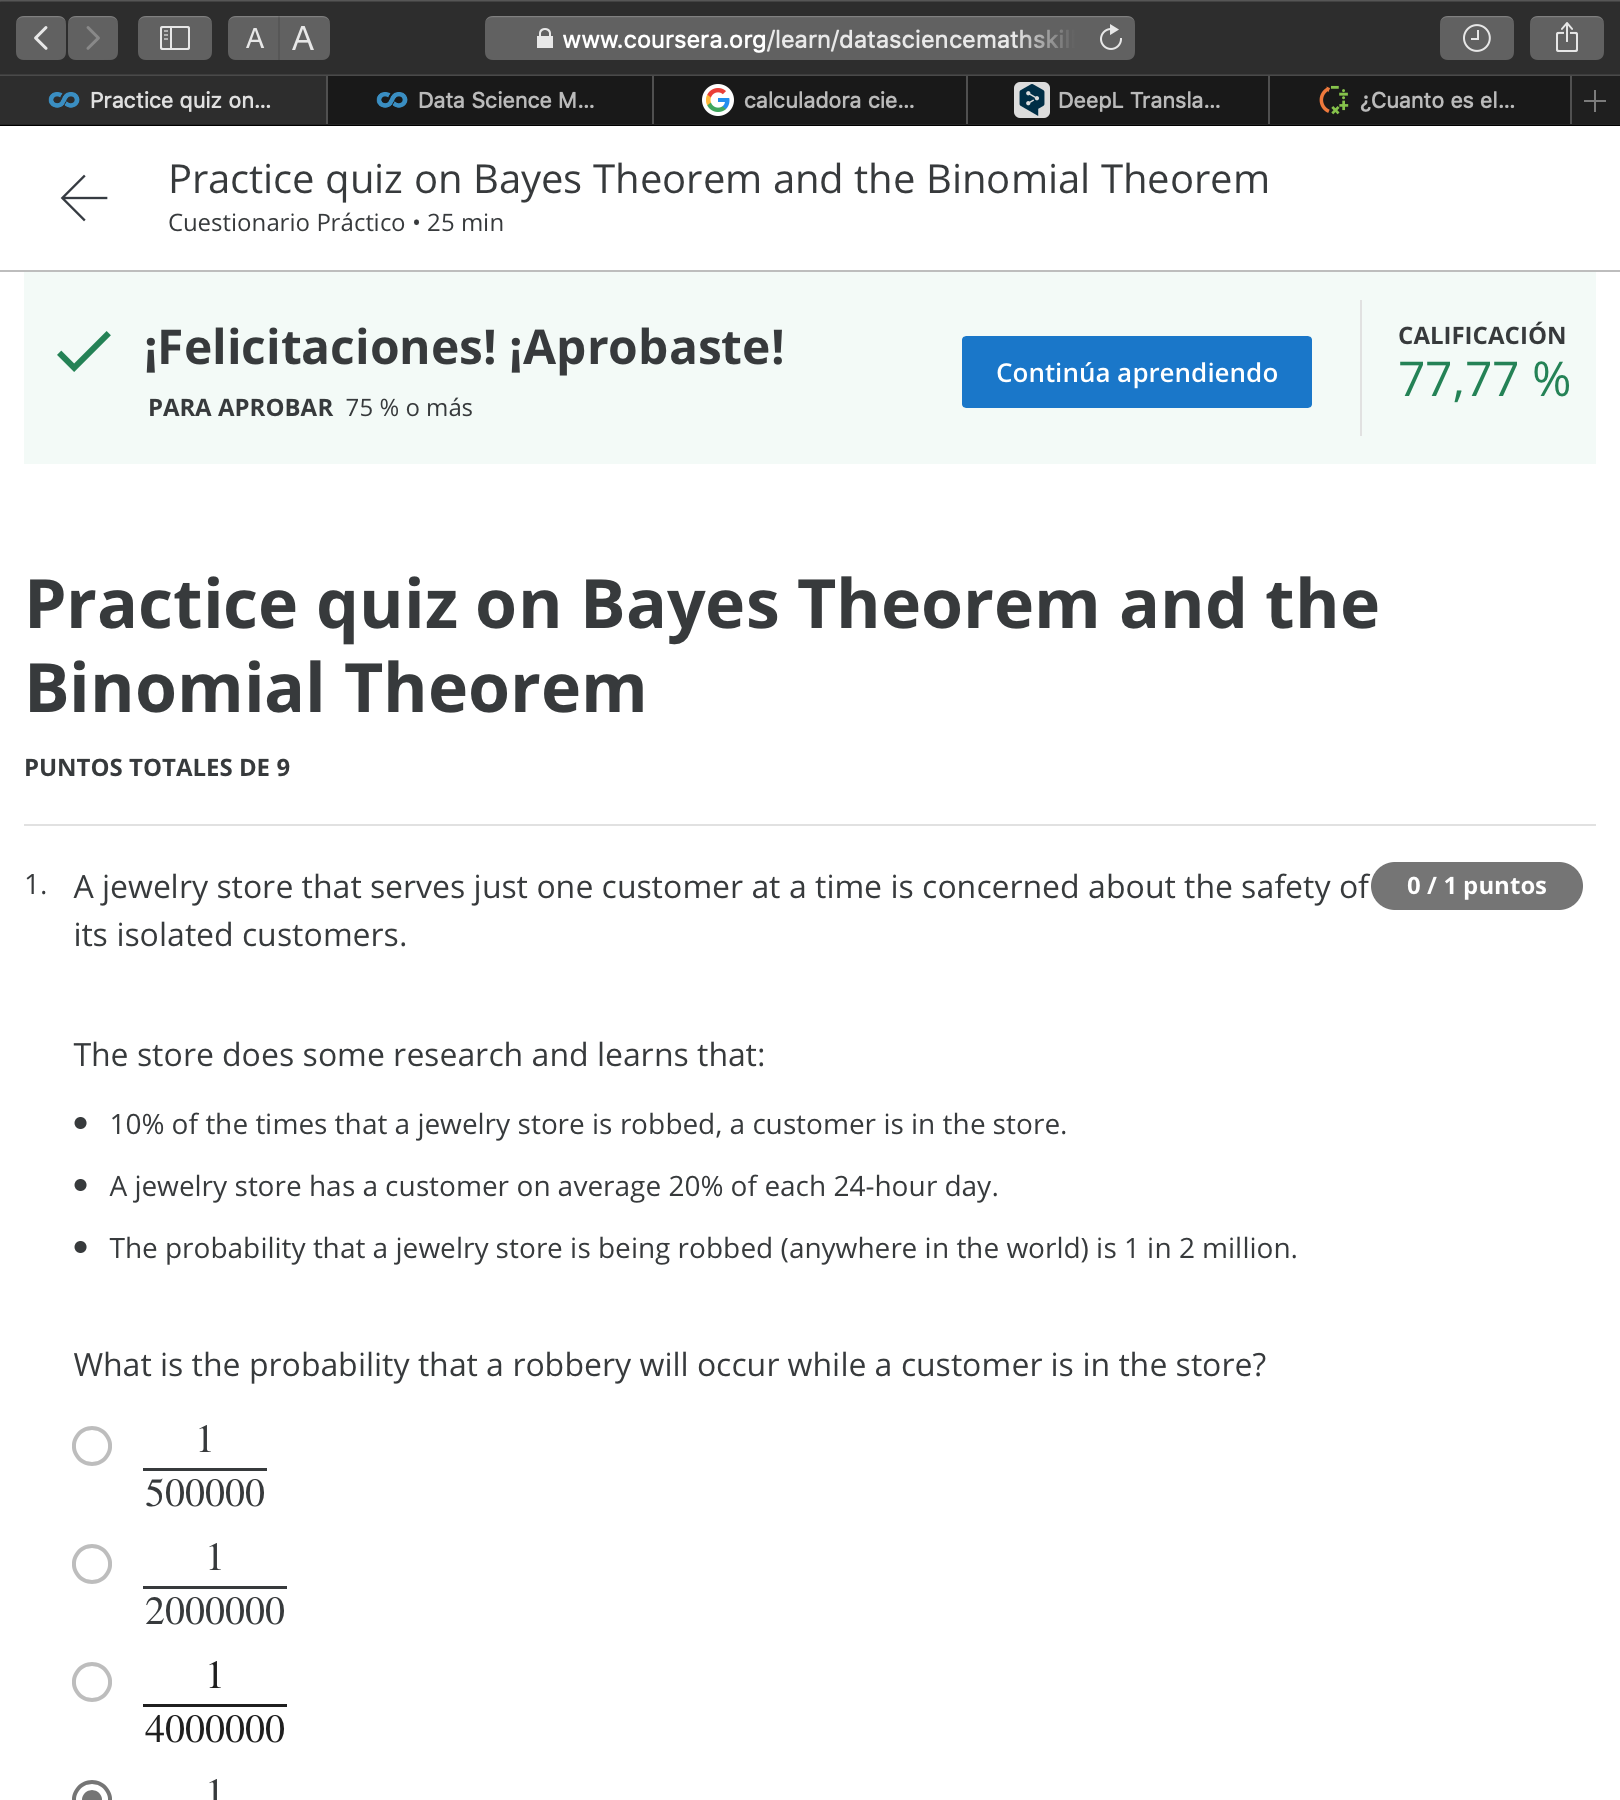 A A
www.coursera.org/learn/datasciencemathskil
Practice quiz on...
Data Science M...
calculadora cie...
DeepL Transla...
¿Cuanto es el...
Practice quiz on Bayes Theorem and the Binomial Theorem
Cuestionario Práctico • 25 min
¡Felicitaciones! ¡Aprobaste!
PARA APROBAR 75 % o más
Continúa aprendiendo
CALIFICACIÓN
77,77 %
Practice quiz on Bayes Theorem and the
Binomial Theorem
PUNTOS TOTALES DE 9
1. A jewelry store that serves just one customer at a time is concerned about the safety of
its isolated customers.
0 / 1 puntos
The store does some research and learns that:
• 10% of the times that a jewelry store is robbed, a customer is in the store.
• A jewelry store has a customer on average 20% of each 24-hour day.
• The probability that a jewelry store is being robbed (anywhere in the world) is 1 in 2 million.
What is the probability that a robbery will occur while a customer is in the store?
1
500000
1
2000000
1
4000000
1